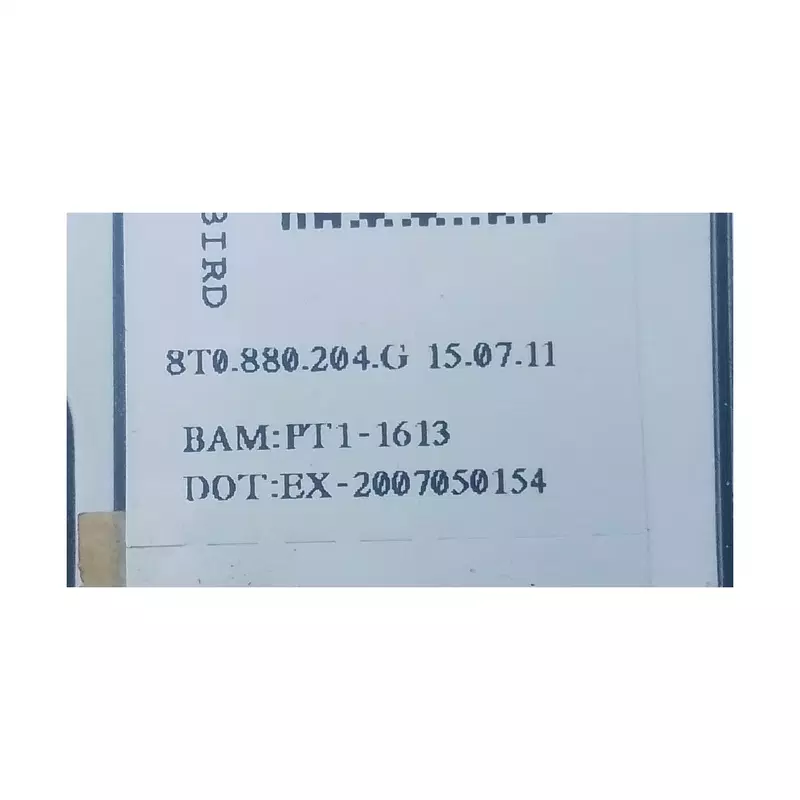 BIRD
8T0.880.204.G 15.07.11
BAM:PT1-1613
DOT:EX-2007050154